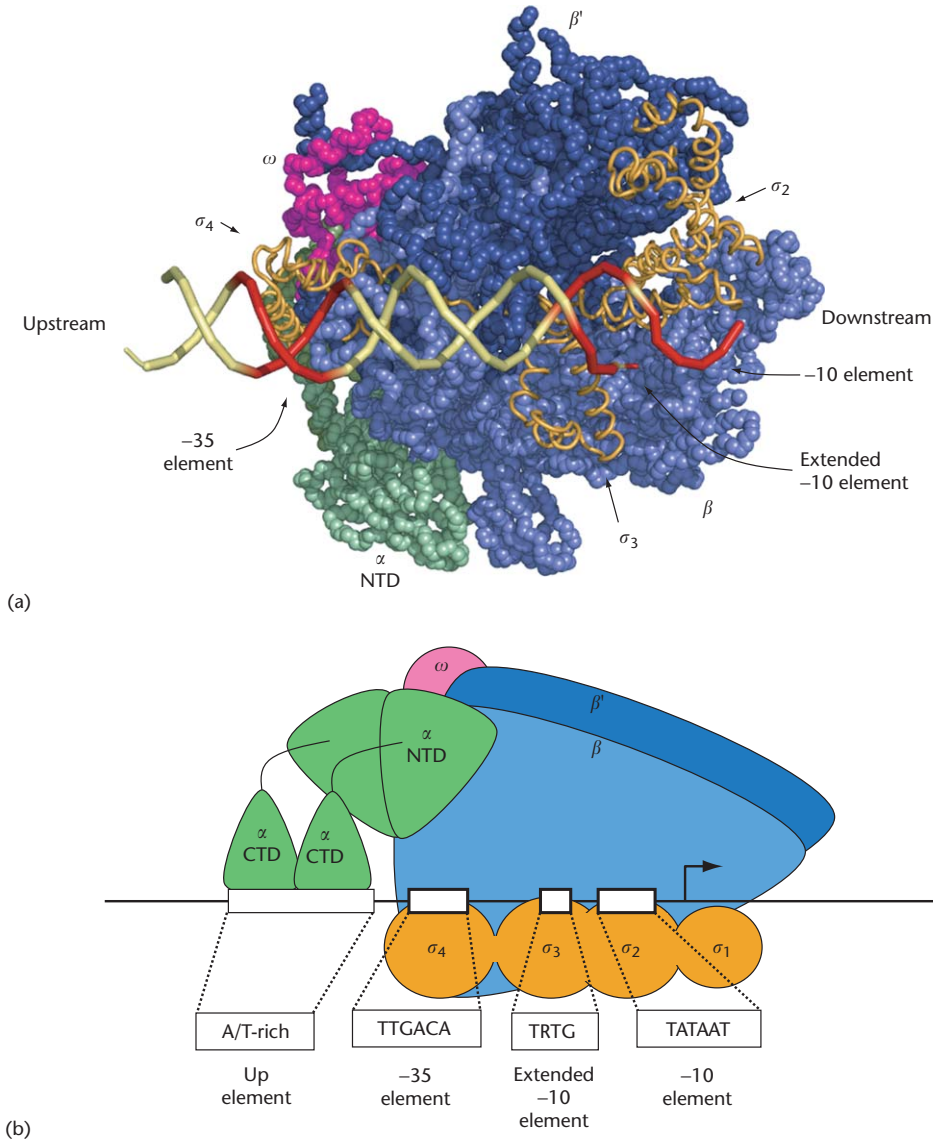 β'
ω
σ2
σ4
Upstream
Downstream
–10 element
–35
element
Extended
–10 element
β
σ3
α
NTD
(a)
ω
β'
β
α
NTD
α
CTD
α
CTD
σ4
σ3
σ2
σ1
A/T-rich
TTGACA
TRTG
TATAAT
Up
element
–35
element
Extended
–10
element
–10
element
(b)